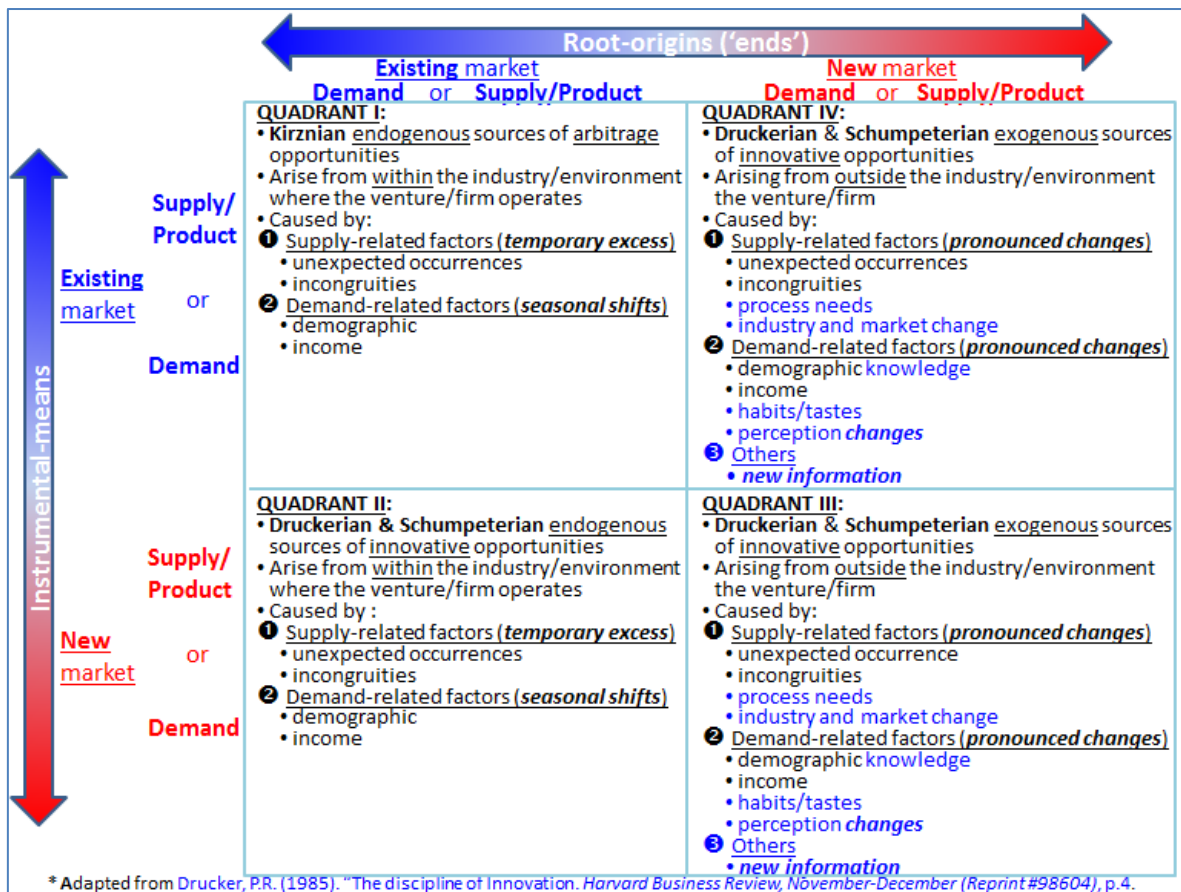 Root-origins ('ends')
Existing market
Demand or Supply/Product
New market
Demand or Supply/Product
Instrumental-means
Supply/
Product
Existing
market
or
Demand
QUADRANT I:
• Kirznian endogenous sources of arbitrage
opportunities
• Arise from within the industry/environment
where the venture/firm operates
• Caused by:
❶ Supply-related factors (temporary excess)
• unexpected occurrences
• incongruities
❷ Demand-related factors (seasonal shifts)
• demographic
• income
QUADRANT IV:
• Druckerian & Schumpeterian exogenous sources
of innovative opportunities
• Arising from outside the industry/environment
the venture/firm
• Caused by:
❶ Supply-related factors (pronounced changes)
• unexpected occurrences
• incongruities
• process needs
• industry and market change
❷ Demand-related factors (pronounced changes)
• demographic knowledge
• income
• habits/tastes
• perception changes
❸ Others
• new information
Supply/
Product
New
market
or
Demand
QUADRANT II:
• Druckerian & Schumpeterian endogenous
sources of innovative opportunities
• Arise from within the industry/environment
where the venture/firm operates
• Caused by :
❶ Supply-related factors (temporary excess)
• unexpected occurrences
• incongruities
❷ Demand-related factors (seasonal shifts)
• demographic
• income
QUADRANT III:
• Druckerian & Schumpeterian exogenous sources
of innovative opportunities
• Arising from outside the industry/environment
the venture/firm
• Caused by:
❶ Supply-related factors (pronounced changes)
• unexpected occurrence
• incongruities
• process needs
• industry and market change
❷ Demand-related factors (pronounced changes)
• demographic knowledge
• income
• habits/tastes
• perception changes
❸ Others
• new information
* Adapted from Drucker, P.R. (1985). "The discipline of Innovation. Harvard Business Review, November-December (Reprint #98604), p.4.